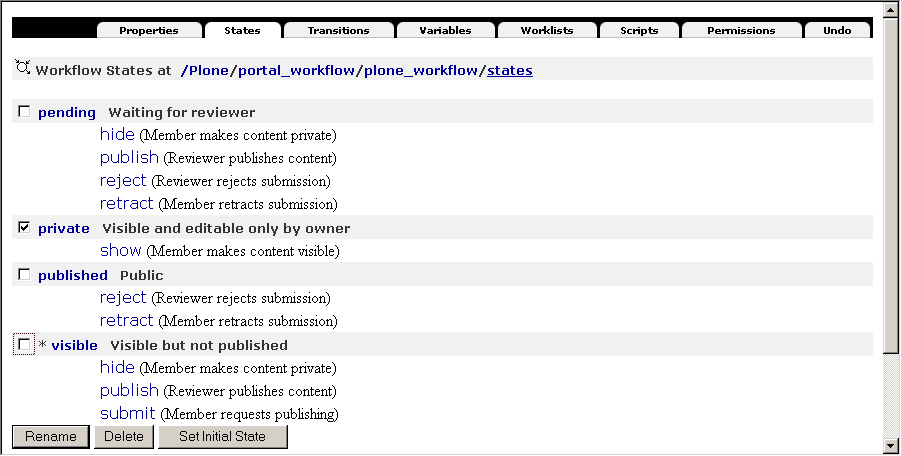 Properties States Transitions Variables Worklists Scripts Permissions Undo
Workflow States at /Plone/portal_workflow/plone_workflow/states
pending Waiting for reviewer
hide (Member makes content private)
publish (Reviewer publishes content)
reject (Reviewer rejects submission)
retract (Member retracts submission)
private Visible and editable only by owner
show (Member makes content visible)
published Public
reject (Reviewer rejects submission)
retract (Member retracts submission)
* visible Visible but not published
hide (Member makes content private)
publish (Reviewer publishes content)
submit (Member requests publishing)
Rename Delete Set Initial State